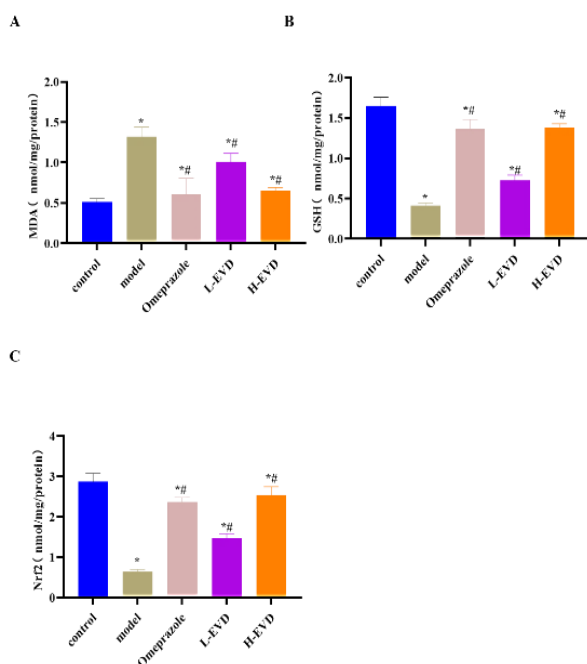 A
MDA ( nmol/mg/protein)
2.0
1.5
1.0
0.5
0.0
*
*#
*#
*#
control
model
Omeprazole
L-EVD
H-EVD
B
GSH ( nmol/mg/protein)
2.0
1.5
1.0
0.5
0.0
*
*#
*#
*#
control
model
Omeprazole
L-EVD
H-EVD
C
Nrf2 ( nmol/mg/protein)
4
3
2
1
0
*
*#
*#
*#
control
model
Omeprazole
L-EVD
H-EVD